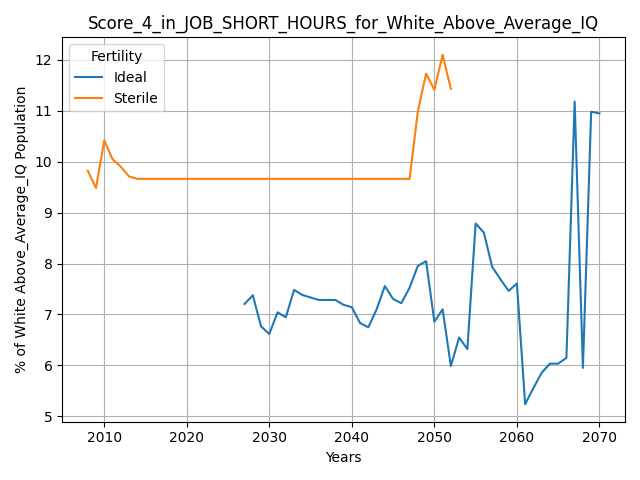 Score_4_in_JOB_SHORT_HOURS_for_White_Above_Average_IQ
Fertility
Ideal
Sterile
% of White Above_Average_IQ Population
12
11
10
9
8
7
6
5
2010 2020 2030 2040 2050 2060 2070
Years